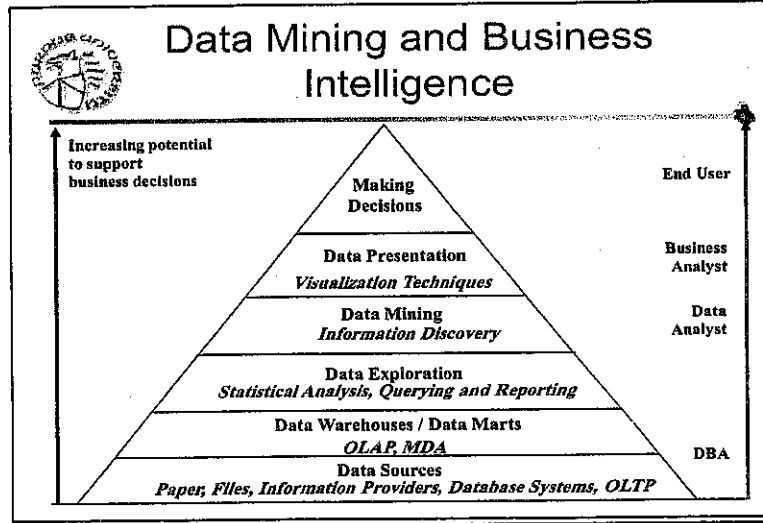 Data Mining and Business
Intelligence
Increasing potential
to support
business decisions
End User
Making
Decisions
Business
Analyst
Data Presentation
Visualization Techniques
Data
Analyst
Data Mining
Information Discovery
Data Exploration
Statistical Analysis, Querying and Reporting
Data Warehouses / Data Marts
OLAP, MDA
DBA
Data Sources
Paper, Files, Information Providers, Database Systems, OLTP